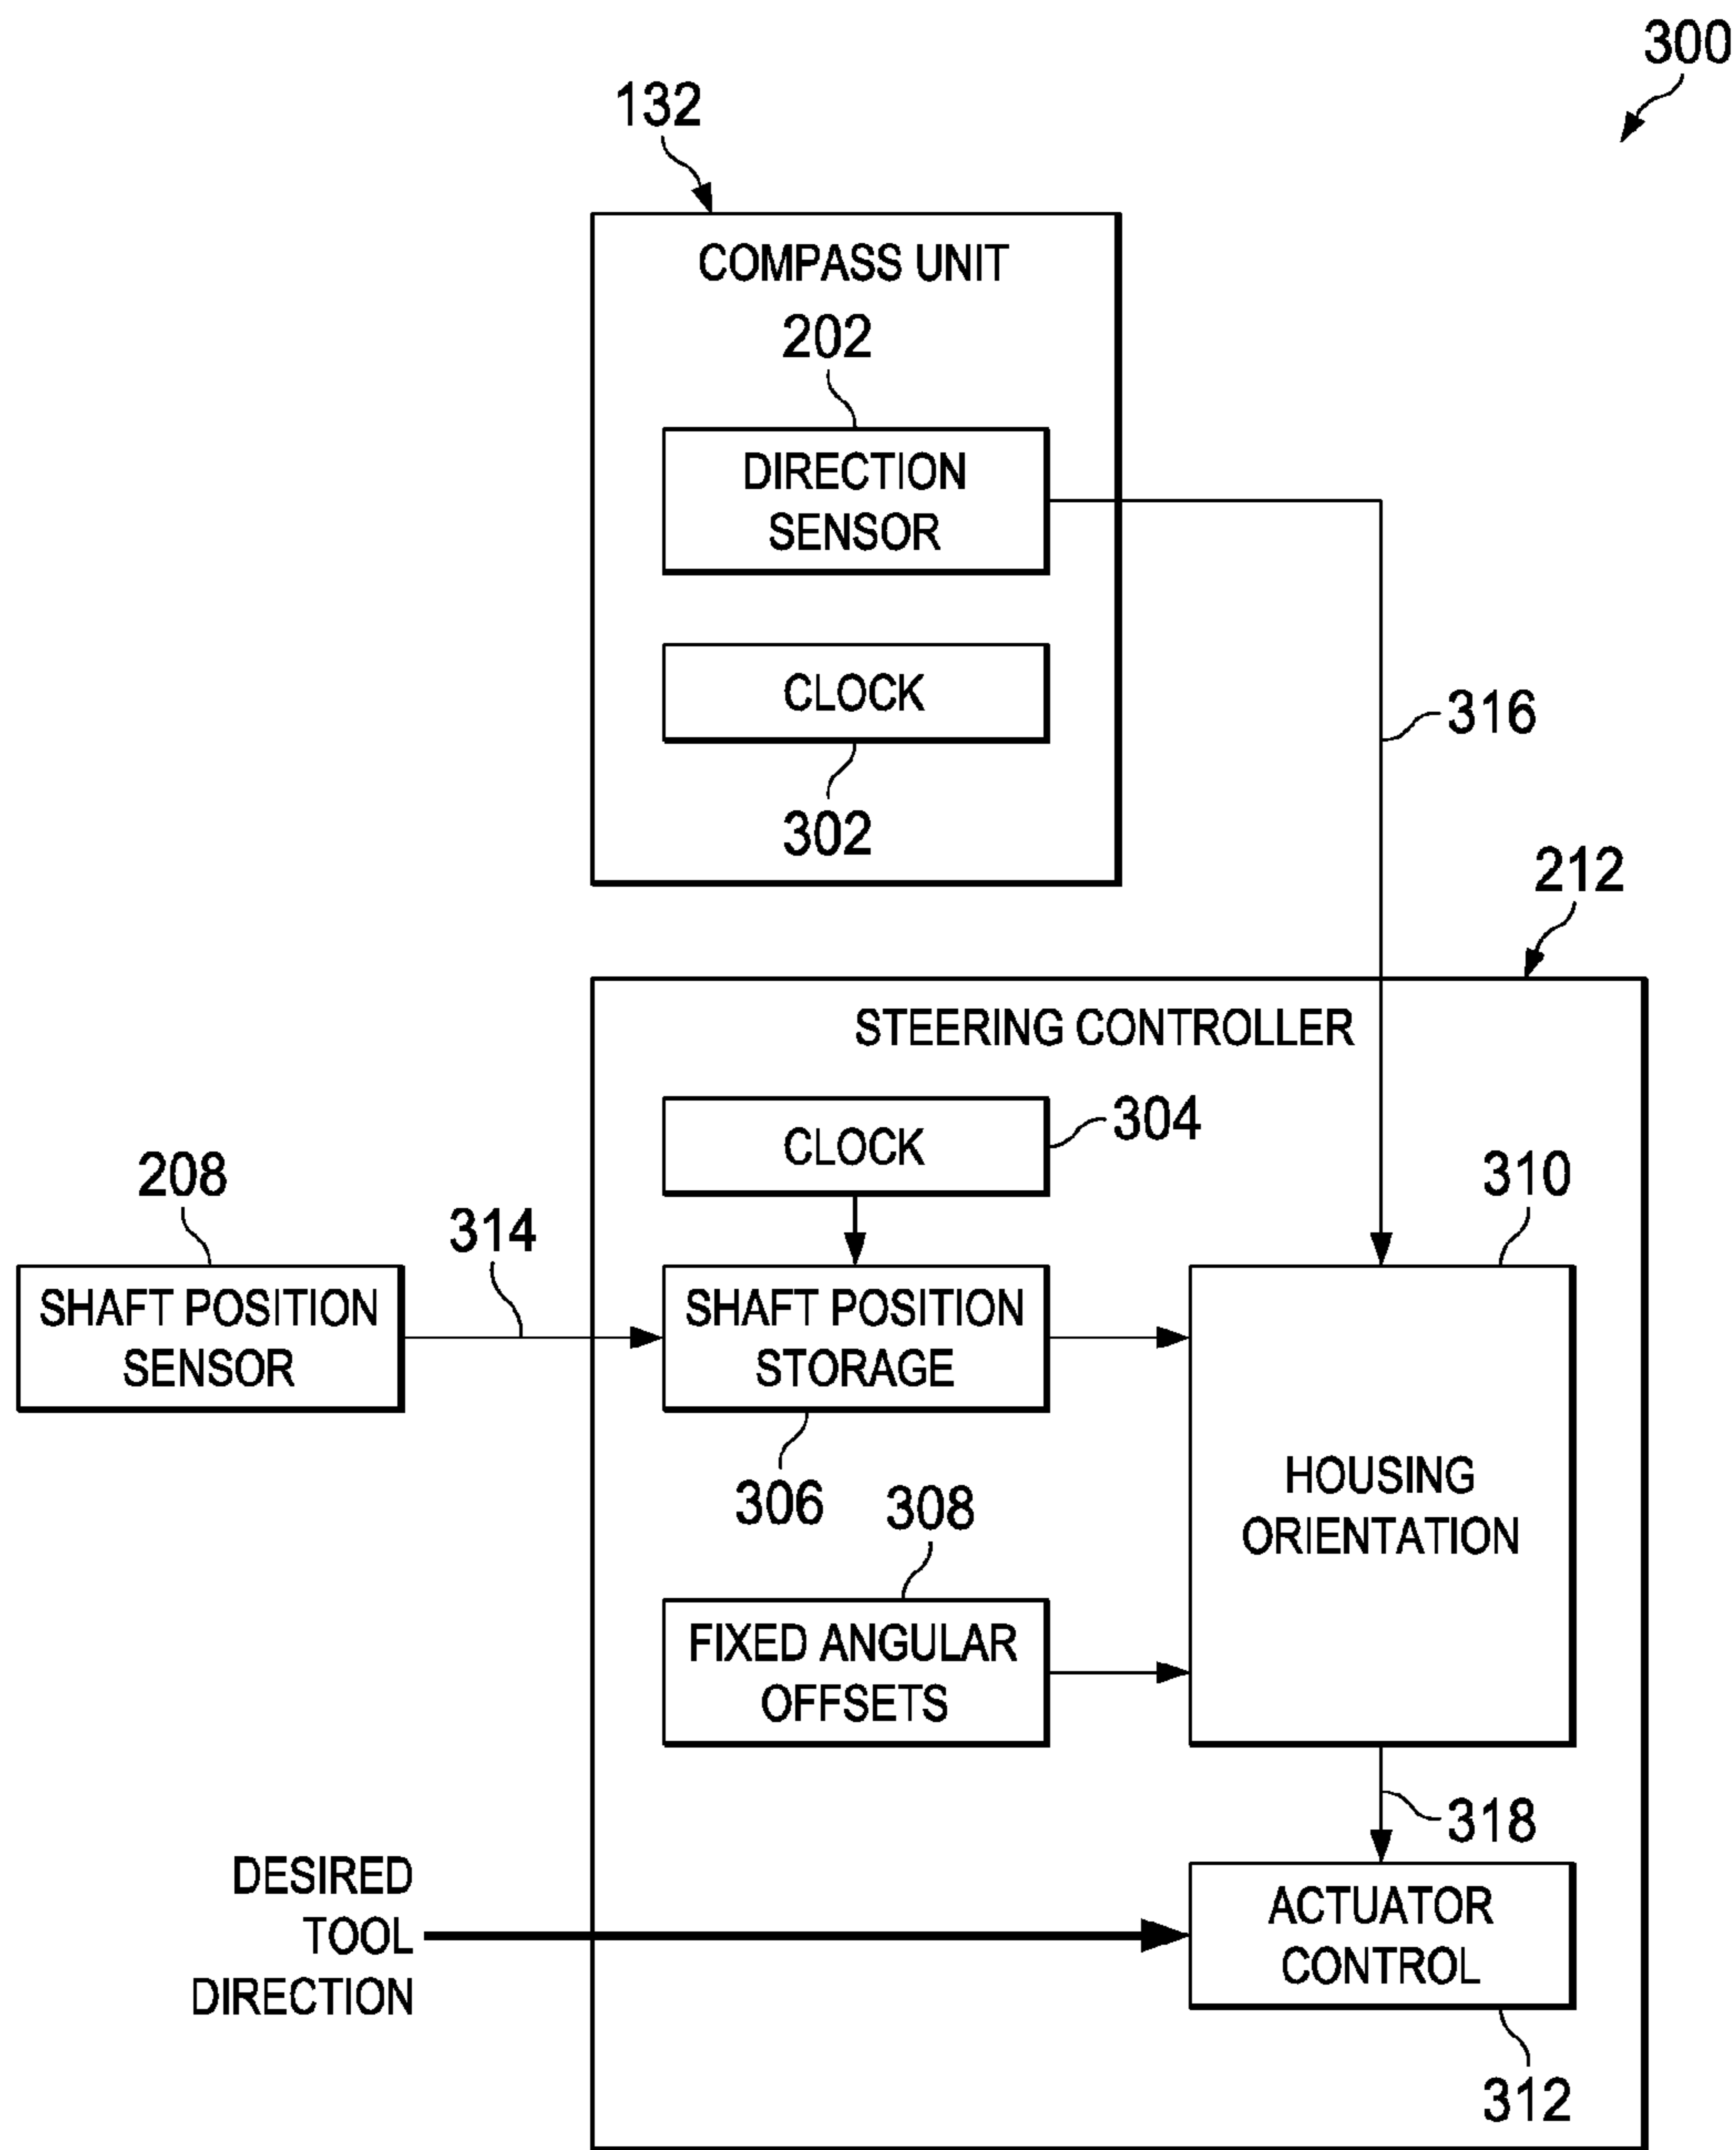 300
132
COMPASS UNIT
202
DIRECTION
SENSOR
CLOCK
302
316
212
STEERING CONTROLLER
CLOCK
304
208
314
310
SHAFT POSITION
SENSOR
SHAFT POSITION
STORAGE
306
308
HOUSING
ORIENTATION
FIXED ANGULAR
OFFSETS
318
DESIRED
TOOL
DIRECTION
ACTUATOR
CONTROL
312